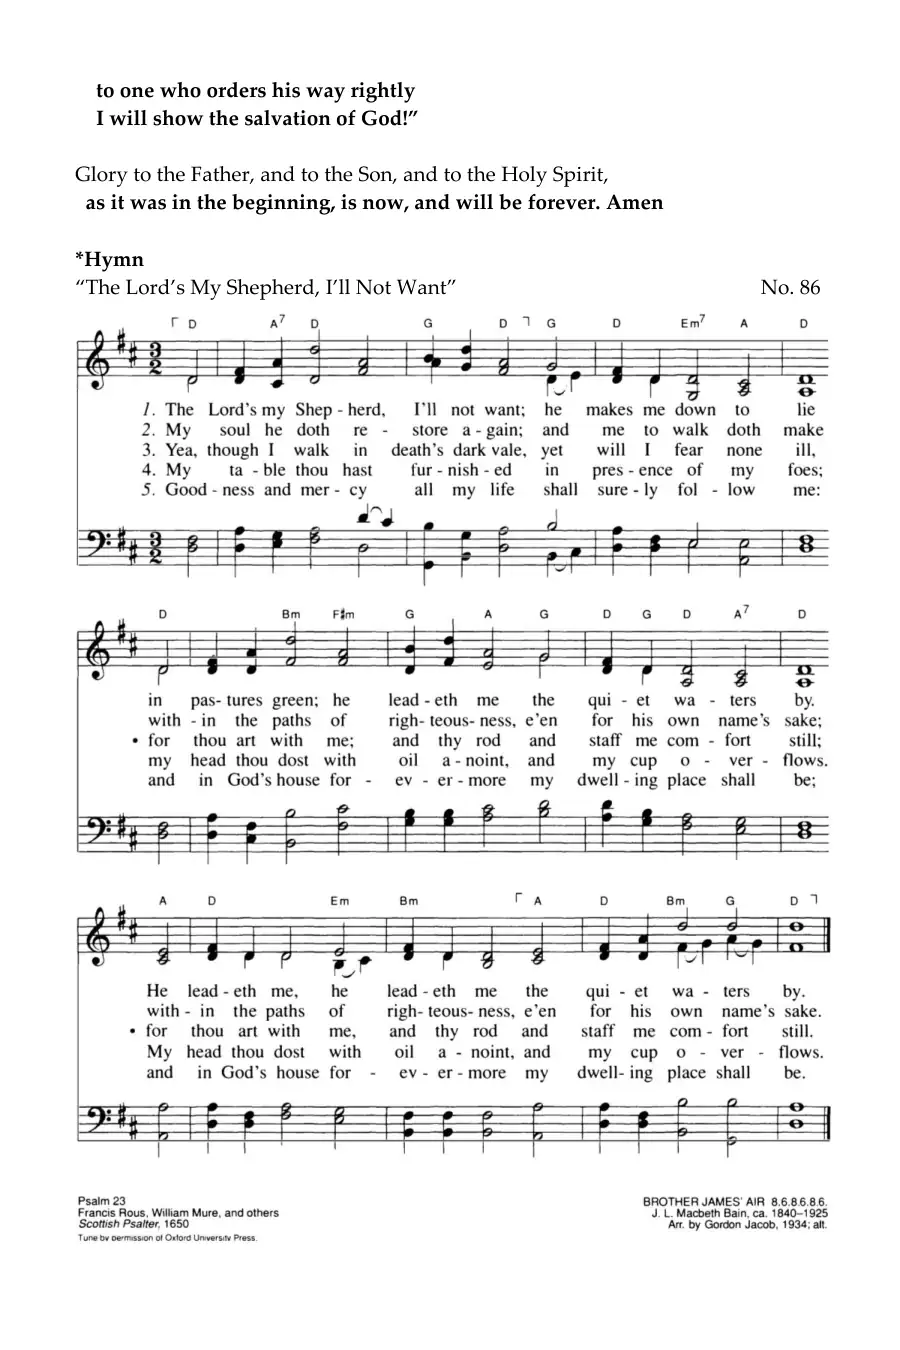 to one who orders his way rightly
I will show the salvation of God!”
Glory to the Father, and to the Son, and to the Holy Spirit,
as it was in the beginning, is now, and will be forever. Amen
*Hymn
“The Lord’s My Shepherd, I’ll Not Want” No. 86
D A7 D G D G D Em7 A D
1. The Lord’s my Shep - herd, I’ll not want; he makes me down to lie
2. My soul he doth re - store a - gain; and me to walk doth make
3. Yea, though I walk in death’s dark vale, yet will I fear none ill,
4. My ta - ble thou hast fur - nish - ed in pres - ence of my foes;
5. Good - ness and mer - cy all my life shall sure - ly fol - low me:
D Bm F♯m G A G D G D A7 D
in pas- tures green; he lead - eth me the qui - et wa - ters by.
with - in the paths of righ- teous- ness, e’en for his own name’s sake;
• for thou art with me; and thy rod and staff me com - fort still;
my head thou dost with oil a - noint, and my cup o - ver - flows.
and in God’s house for - ev - er - more my dwell - ing place shall be;
A D Em Bm A D Bm G D
He lead - eth me, he lead - eth me the qui - et wa - ters by.
with - in the paths of righ- teous- ness, e’en for his own name’s sake.
• for thou art with me, and thy rod and staff me com - fort still.
My head thou dost with oil a - noint, and my cup o - ver - flows.
and in God’s house for - ev - er - more my dwell- ing place shall be.
Psalm 23 BROTHER JAMES’ AIR 8.6.8.6.8.6.
Francis Rous, William Mure, and others J. L. Macbeth Bain, ca. 1840–1925
Scottish Psalter, 1650 Arr. by Gordon Jacob, 1934; alt.
Tune by permission of Oxford University Press.